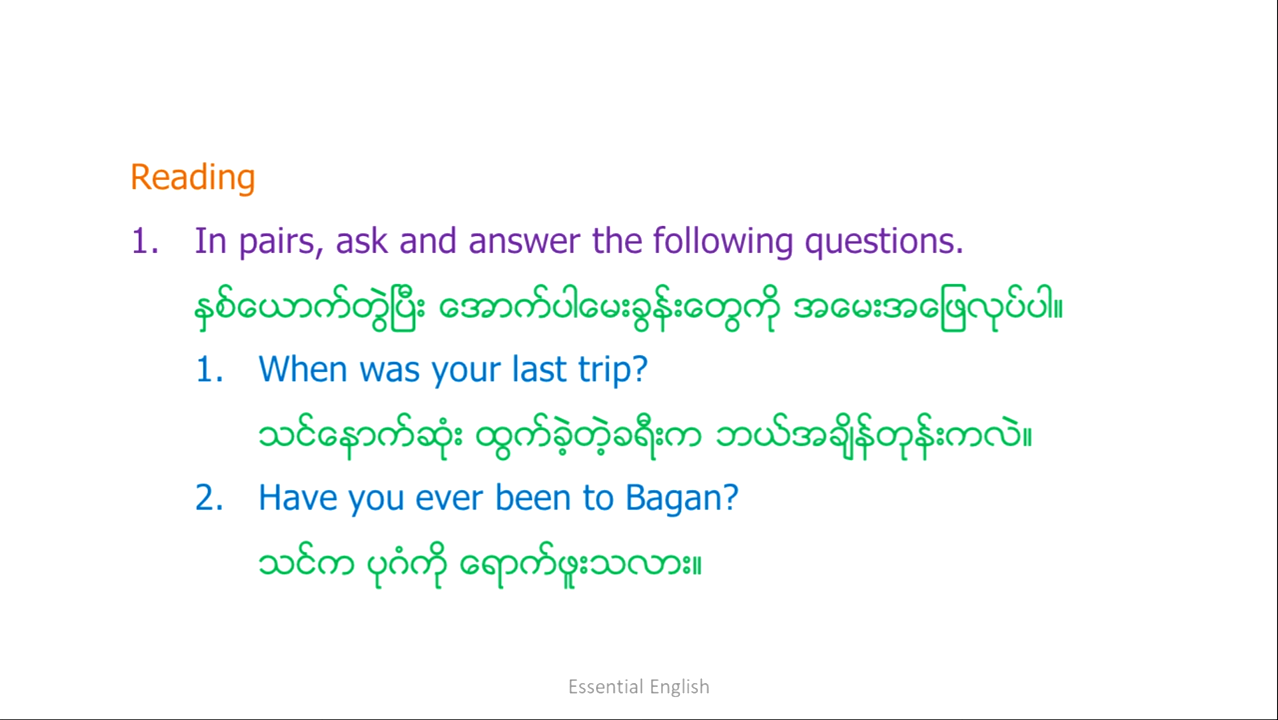 Reading
1. In pairs, ask and answer the following questions.
နှစ်ယောက်တွဲပြီး အောက်ပါမေးခွန်းတွေကို အမေးအဖြေလုပ်ပါ။
1. When was your last trip?
သင်နောက်ဆုံး ထွက်ခဲ့တဲ့ခရီးက ဘယ်အချိန်တုန်းကလဲ။
2. Have you ever been to Bagan?
သင်က ပုဂံကို ရောက်ဖူးသလား။
Essential English